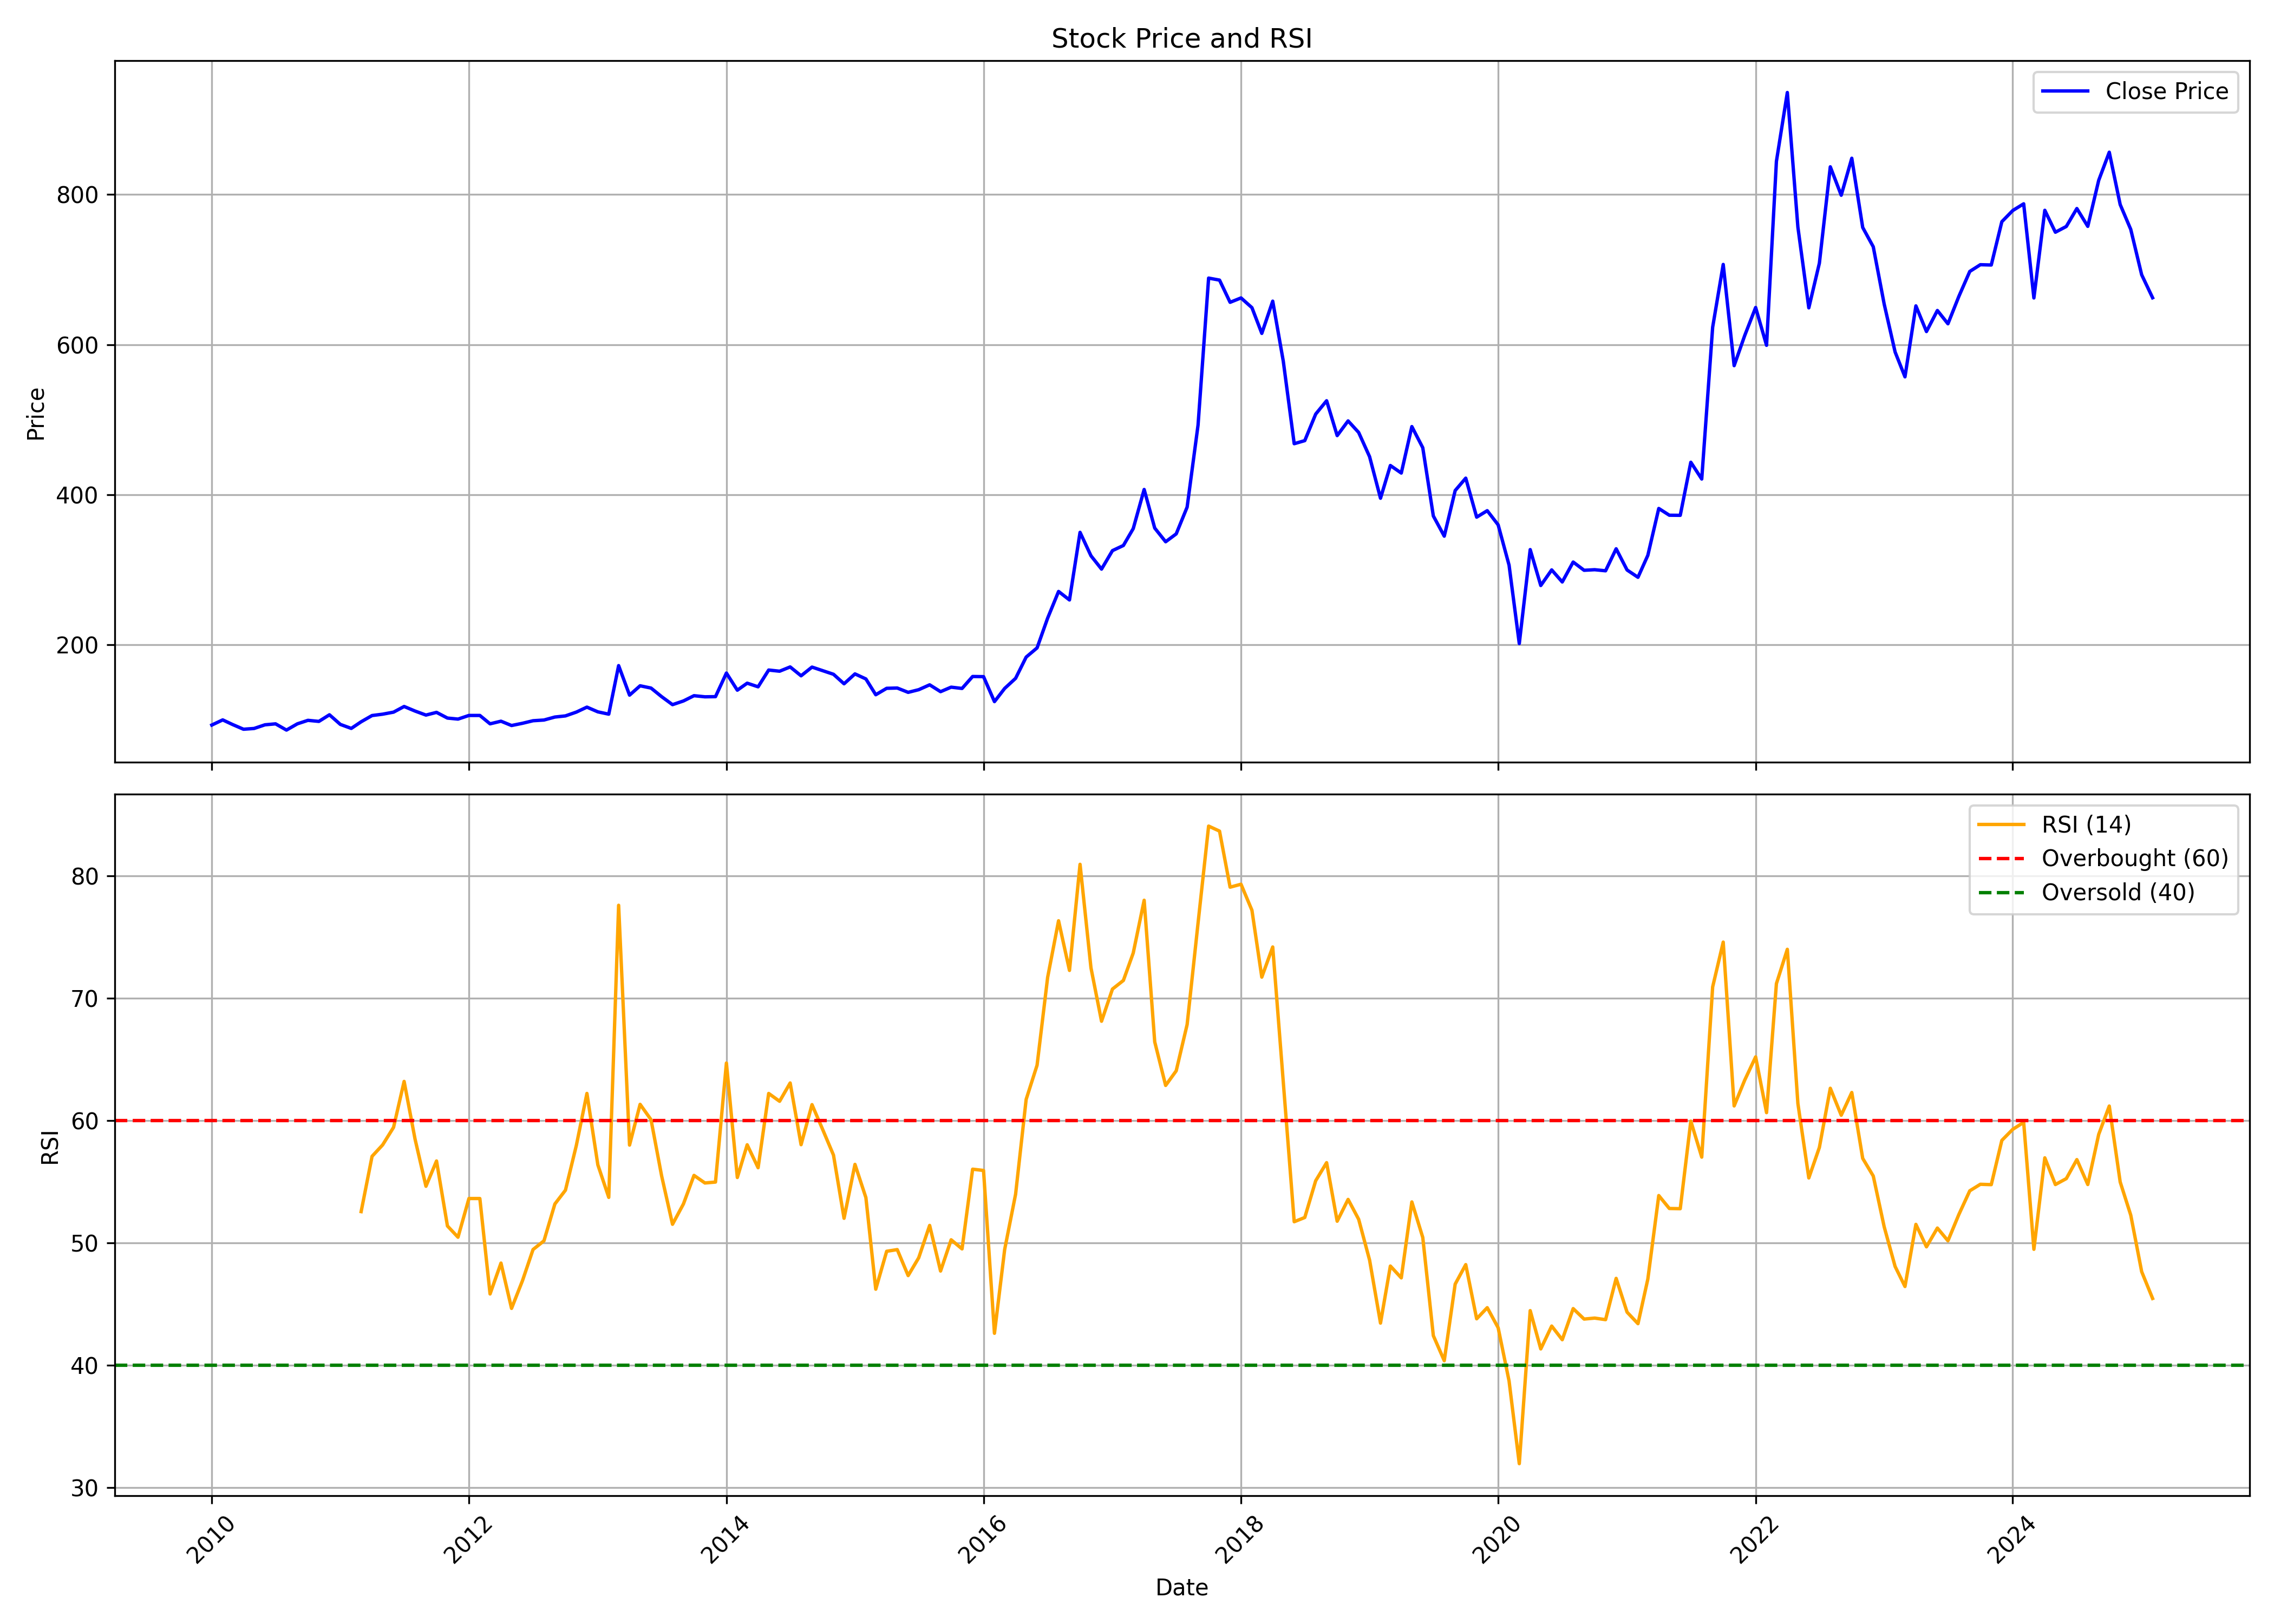 Stock Price and RSI
Close Price
800
600
400
200
Price
RSI (14)
Overbought (60)
Oversold (40)
80
70
60
50
40
30
RSI
2010
2012
2014
2016
2018
2020
2022
2024
Date